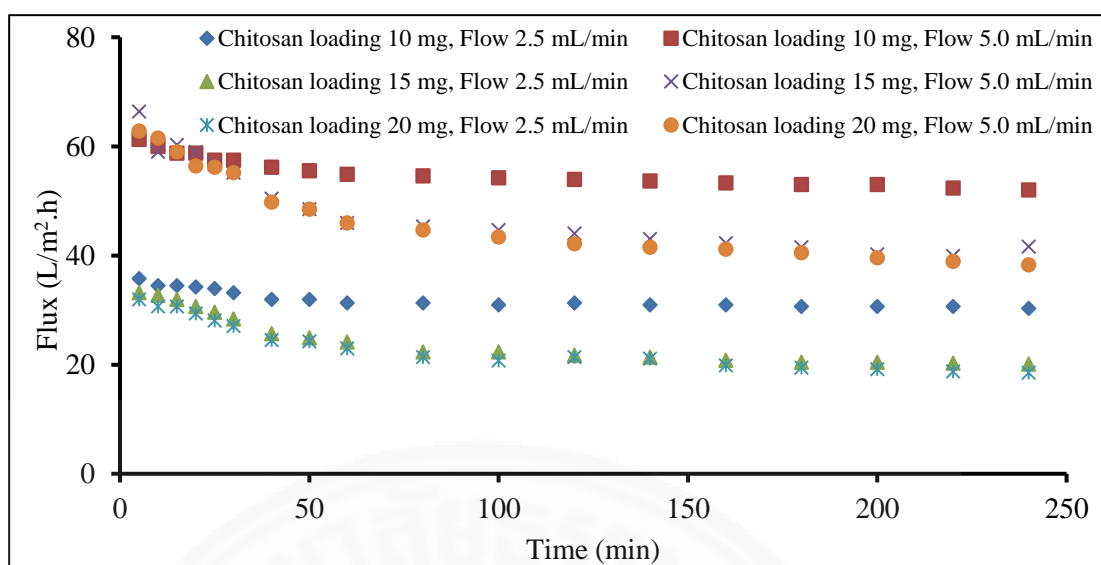 80
60
40
20
0
Flux (L/m².h)
Chitosan loading 10 mg, Flow 2.5 mL/min
Chitosan loading 10 mg, Flow 5.0 mL/min
Chitosan loading 15 mg, Flow 2.5 mL/min
Chitosan loading 15 mg, Flow 5.0 mL/min
Chitosan loading 20 mg, Flow 2.5 mL/min
Chitosan loading 20 mg, Flow 5.0 mL/min
0 50 100 150 200 250
Time (min)